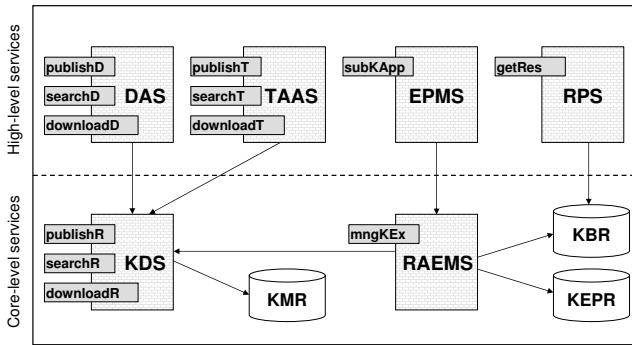 High-level services
publishD
searchD
downloadD
DAS
publishT
searchT
downloadT
TAAS
subKApp
EPMS
getRes
RPS
Core-level services
publishR
searchR
downloadR
KDS
KMR
mngKEx
RAEMS
KBR
KEPR